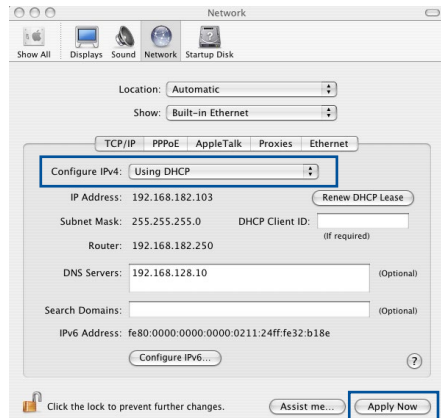 Network
Show All Displays Sound Network Startup Disk
Location: Automatic
Show: Built-in Ethernet
TCP/IP PPPoE AppleTalk Proxies Ethernet
Configure IPv4: Using DHCP
IP Address: 192.168.182.103 Renew DHCP Lease
Subnet Mask: 255.255.255.0 DHCP Client ID:
(If required)
Router: 192.168.182.250
DNS Servers: 192.168.128.10 (Optional)
Search Domains: (Optional)
IPv6 Address: fe80:0000:0000:0000:0211:24ff:fe32:b18e
Configure IPv6... ?
Click the lock to prevent further changes. Assist me... Apply Now